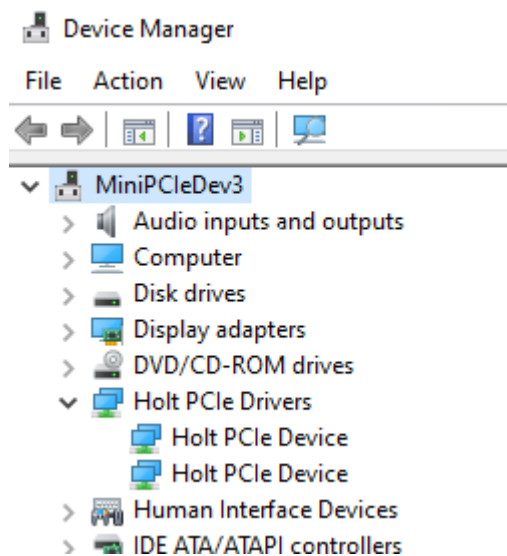 Device Manager
File Action View Help
MiniPCIeDev3
Audio inputs and outputs
Computer
Disk drives
Display adapters
DVD/CD-ROM drives
Holt PCIe Drivers
Holt PCIe Device
Holt PCIe Device
Human Interface Devices
IDE ATA/ATAPI controllers